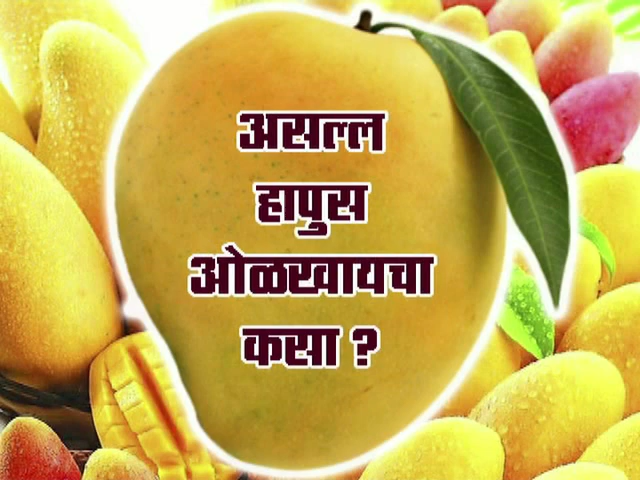 असल्ल
हापुस
ओळखायचा
कसा ?